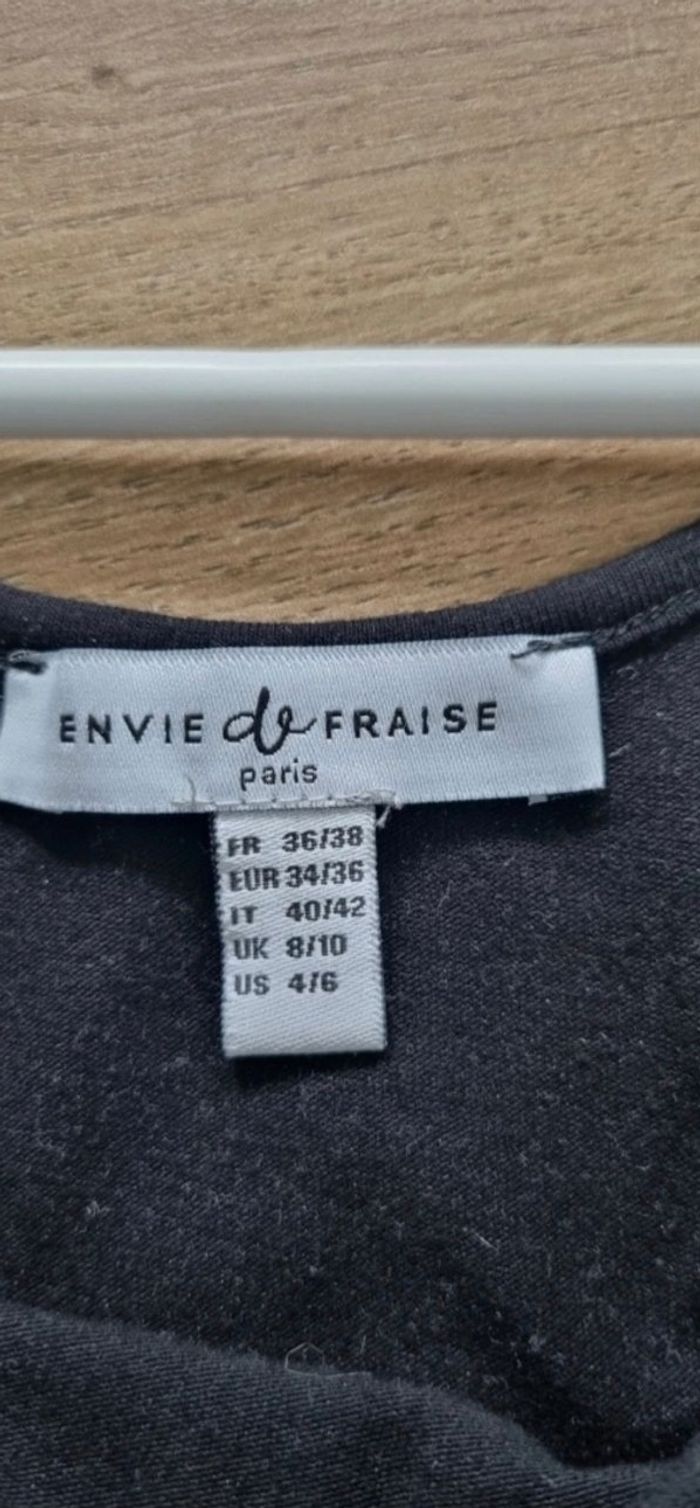 ENVIE de FRAISE
paris
FR 36/38
EUR 34/36
IT 40/42
UK 8/10
US 4/6